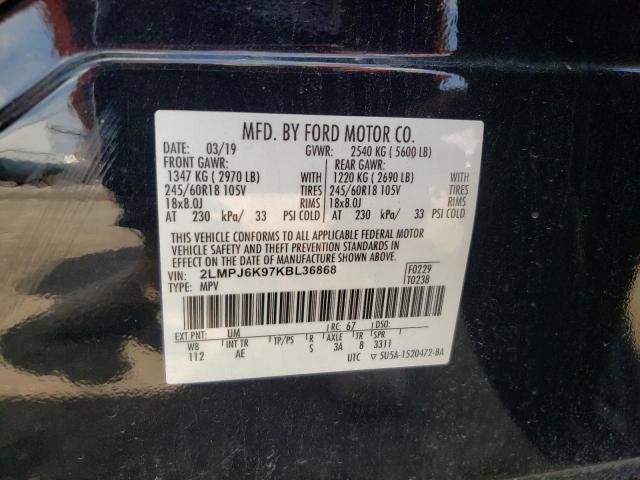 MFD. BY FORD MOTOR CO.
DATE: 03/19 GVWR: 2540 KG ( 5600 LB)
FRONT GAWR: REAR GAWR:
1347 KG ( 2970 LB) WITH 1220 KG ( 2690 LB) WITH
245/60R18 105V TIRES 245/60R18 105V TIRES
18x8.0J RIMS 18x8.0J RIMS
AT 230 kPa/ 33 PSI COLD AT 230 kPa/ 33 PSI COLD
THIS VEHICLE CONFORMS TO ALL APPLICABLE FEDERAL MOTOR
VEHICLE SAFETY AND THEFT PREVENTION STANDARDS IN
EFFECT ON THE DATE OF MANUFACTURE SHOWN ABOVE.
VIN: 2LMPJ6K97KBL36868 F0229
TYPE: MPV T0238
EXT PNT: UM RC: 67 DSO:
WB INT TR TP/PS R AXLE TR SPR
112 AE S 3A 8 3311
UTC ▽ 5U5A-1520472-BA